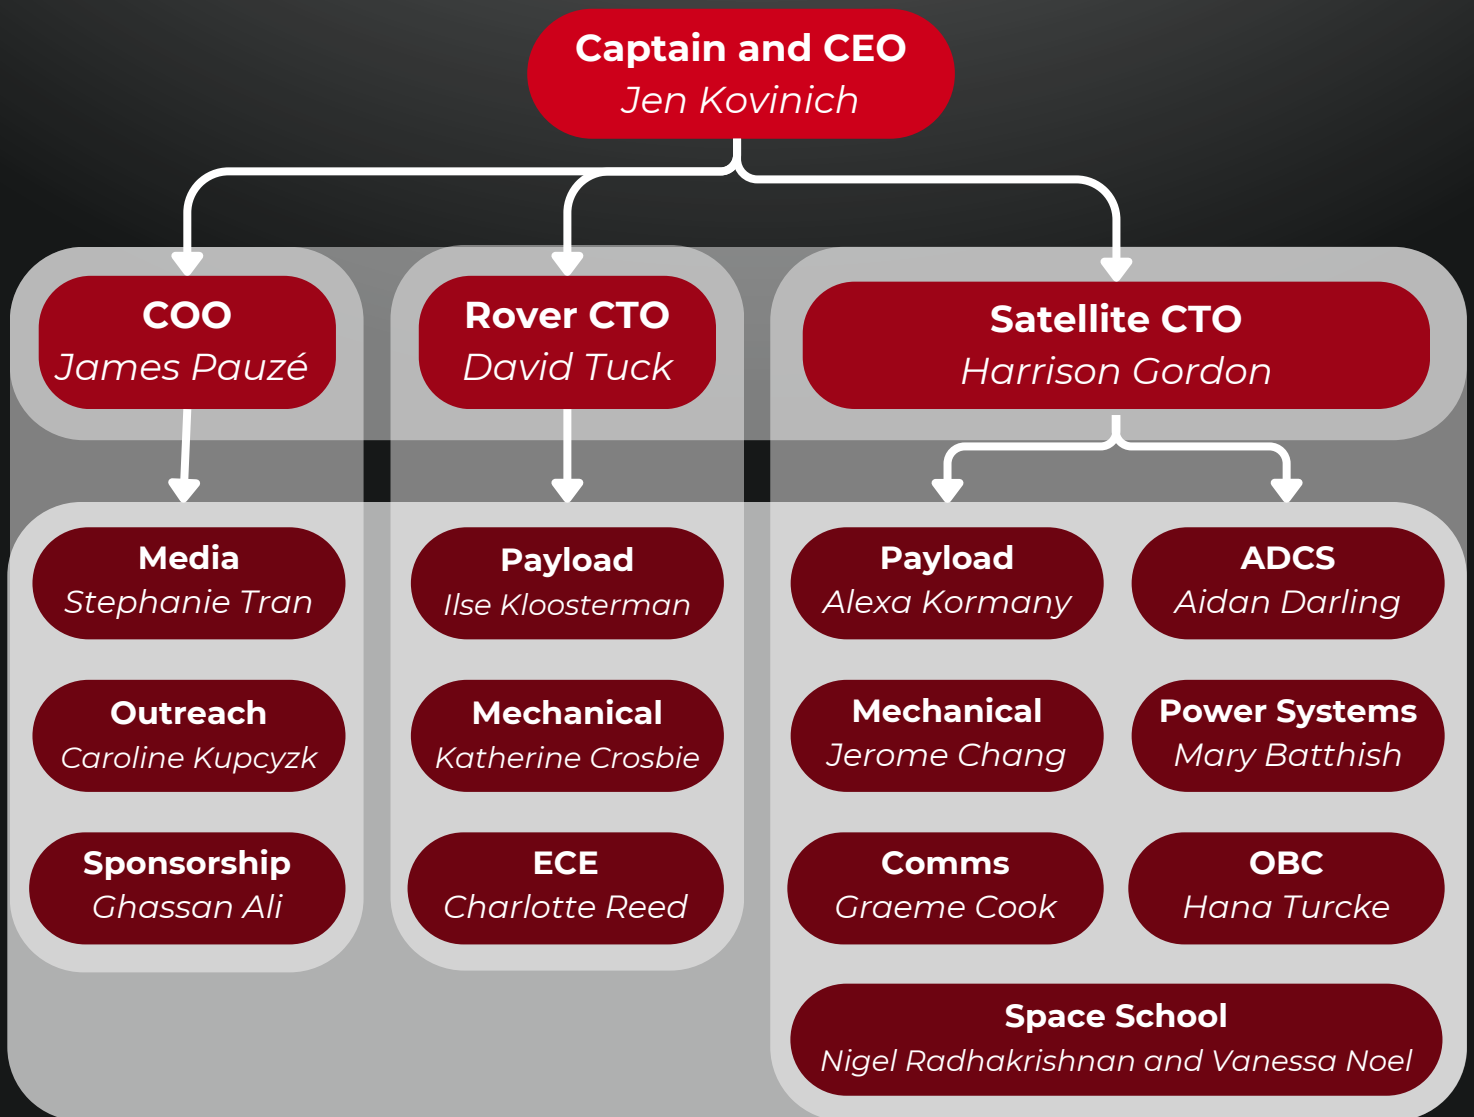 Captain and CEO
Jen Kovinich
COO
James Pauzé
Rover CTO
David Tuck
Satellite CTO
Harrison Gordon
Media
Stephanie Tran
Outreach
Caroline Kupcyzk
Sponsorship
Ghassan Ali
Payload
Ilse Kloosterman
Mechanical
Katherine Crosbie
ECE
Charlotte Reed
Payload
Alexa Kormany
ADCS
Aidan Darling
Mechanical
Jerome Chang
Power Systems
Mary Batthish
Comms
Graeme Cook
OBC
Hana Turcke
Space School
Nigel Radhakrishnan and Vanessa Noel